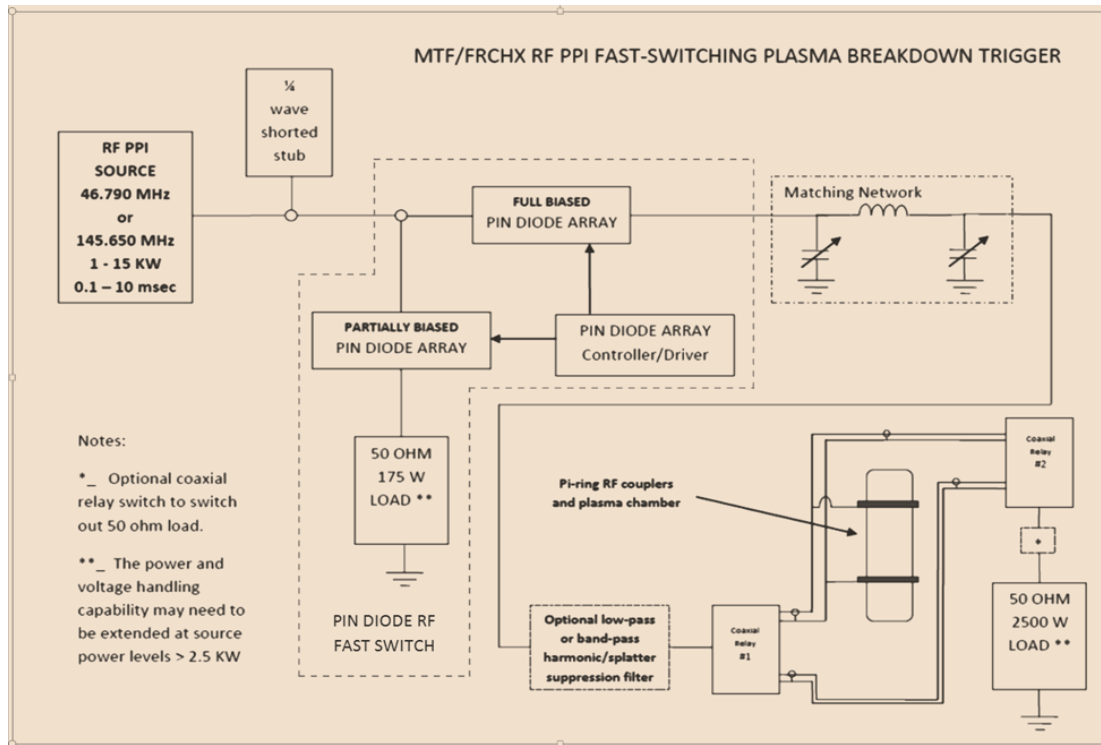 MTF/FRCHX RF PPI FAST-SWITCHING PLASMA BREAKDOWN TRIGGER
¼
wave
shorted
stub
RF PPI
SOURCE
46.790 MHz
or
145.650 MHz
1 - 15 KW
0.1 – 10 msec
FULL BIASED
PIN DIODE ARRAY
Matching Network
PARTIALLY BIASED
PIN DIODE ARRAY
PIN DIODE ARRAY
Controller/Driver
50 OHM
175 W
LOAD **
PIN DIODE RF
FAST SWITCH
Notes:
*_ Optional coaxial
relay switch to switch
out 50 ohm load.
**_ The power and
voltage handling
capability may need to
be extended at source
power levels > 2.5 KW
Pi-ring RF couplers
and plasma chamber
Coaxial
Relay
#2
*
50 OHM
2500 W
LOAD **
Optional low-pass
or band-pass
harmonic/splatter
suppression filter
Coaxial
Relay
#1